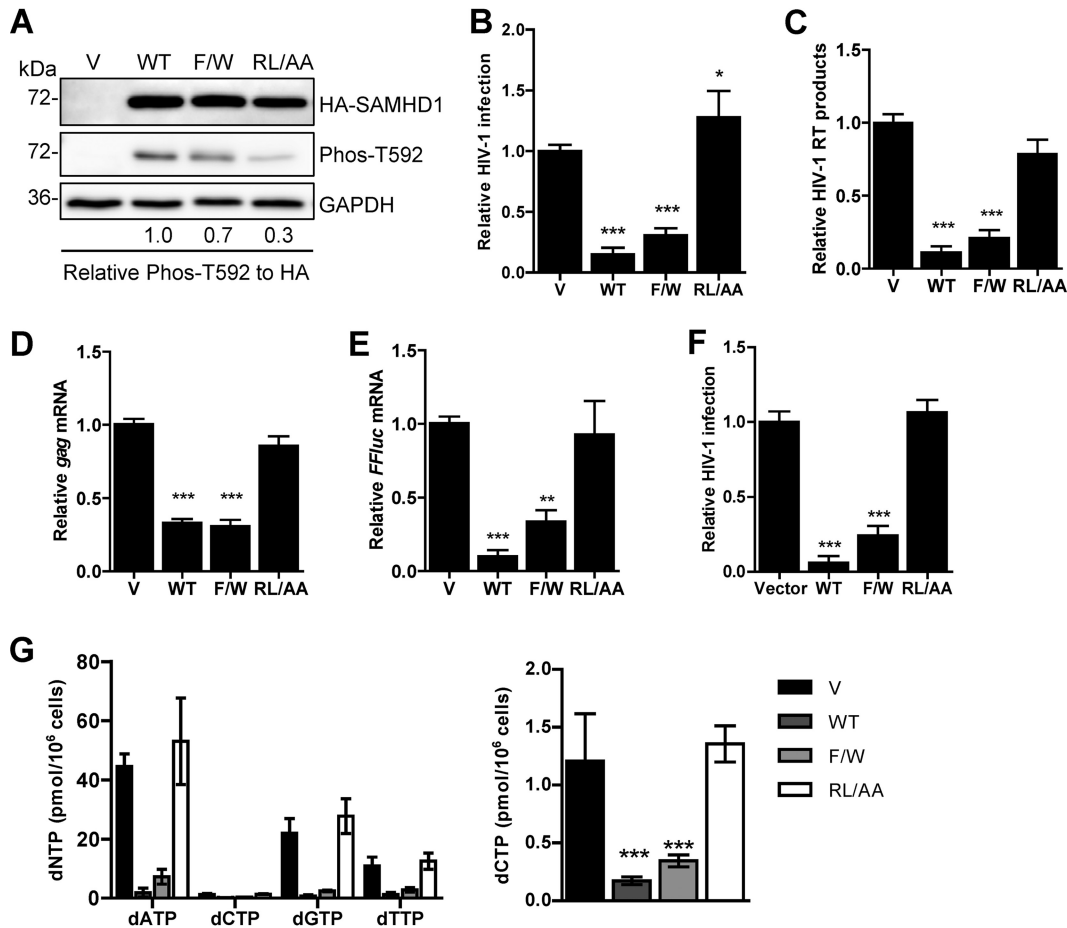 A
V WT F/W RL/AA
kDa
72-
HA-SAMHD1
72-
Phos-T592
36-
GAPDH
1.0 0.7 0.3
Relative Phos-T592 to HA
B
Relative HIV-1 infection
2.0
1.5
1.0
0.5
0.0
***
***
*
V WT F/W RL/AA
C
Relative HIV-1 RT products
1.5
1.0
0.5
0.0
***
***
V WT F/W RL/AA
D
Relative gag mRNA
1.5
1.0
0.5
0.0
***
***
V WT F/W RL/AA
E
Relative FFluc mRNA
1.5
1.0
0.5
0.0
***
**
V WT F/W RL/AA
F
Relative HIV-1 infection
1.5
1.0
0.5
0.0
***
***
Vector WT F/W RL/AA
G
dNTP (pmol/10⁶ cells)
80
60
40
20
0
dATP dCTP dGTP dTTP
dCTP (pmol/10⁶ cells)
2.0
1.5
1.0
0.5
0.0
***
***
V
WT
F/W
RL/AA